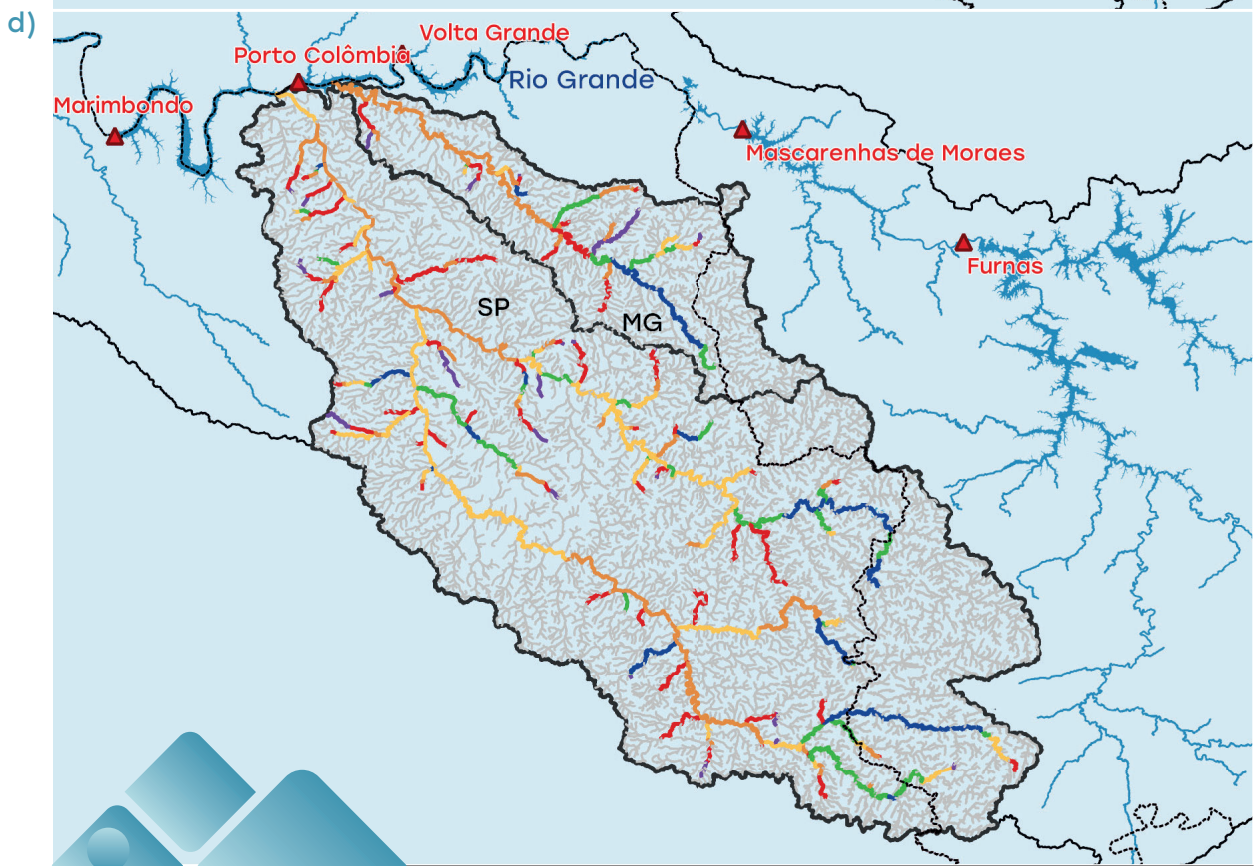 d)
Volta Grande
Porto Colômbia
Rio Grande
Marimbondo
Mascarenhas de Moraes
Furnas
SP
MG